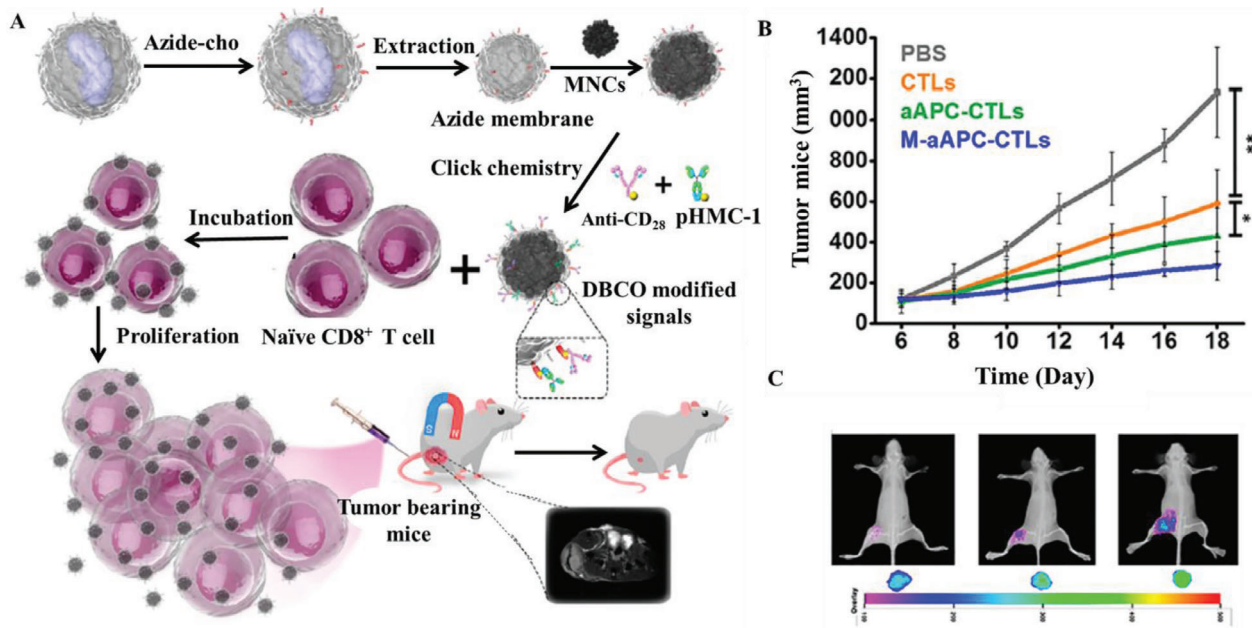 A
Azide-cho
Extraction
MNCs
Azide membrane
Click chemistry
Anti-CD28 + pHMC-1
Incubation
+
DBCO modified
signals
Proliferation
Naïve CD8+ T cell
S
N
Tumor bearing
mice
B
1400
200
000
800
600
400
200
0
Tumor mice (mm3)
PBS
CTLs
aAPC-CTLs
M-aAPC-CTLs
**
*
6 8 10 12 14 16 18
Time (Day)
C
Overlay